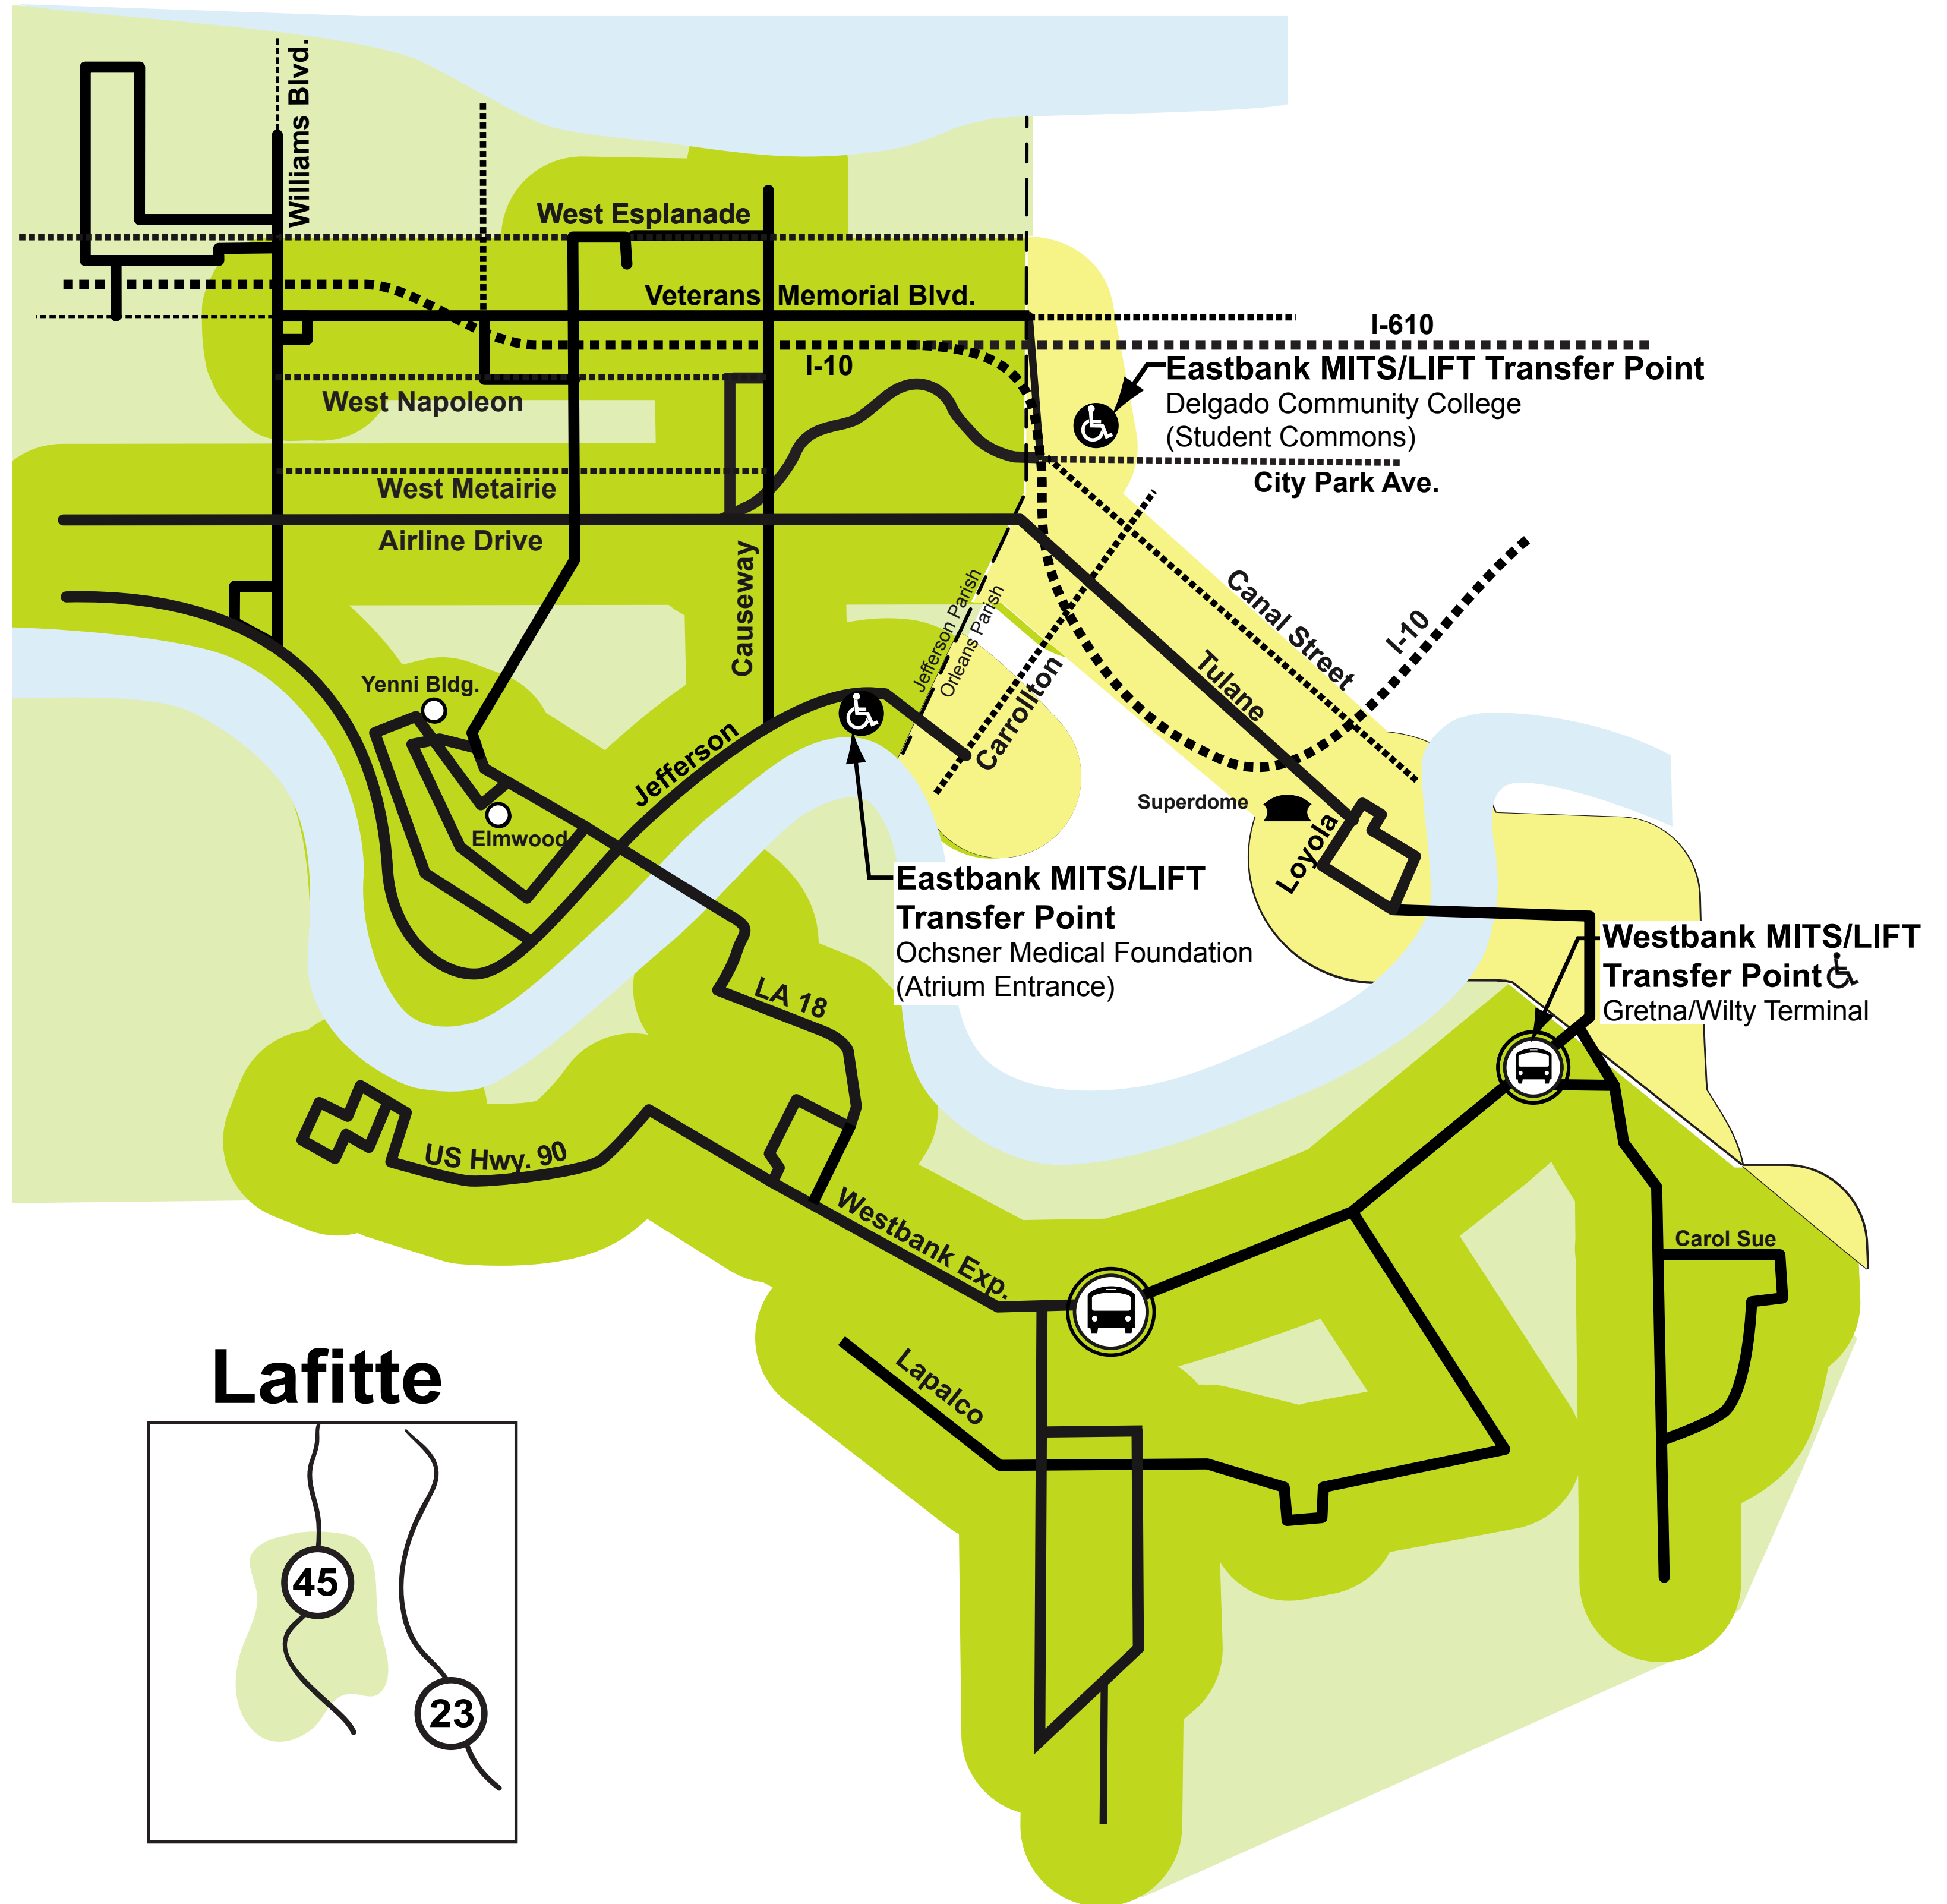 Williams Blvd.
West Esplanade
Veterans Memorial Blvd.
I-610
I-10
Eastbank MITS/LIFT Transfer Point
Delgado Community College
(Student Commons)
West Napoleon
City Park Ave.
West Metairie
Airline Drive
Causeway
Jefferson Parish
Orleans Parish
Carrollton
Canal Street
I-10
Tulane
Yenni Bldg.
Elmwood
Jefferson
Superdome
Loyola
Eastbank MITS/LIFT
Transfer Point
Ochsner Medical Foundation
(Atrium Entrance)
Westbank MITS/LIFT
Transfer Point
Gretna/Wilty Terminal
LA 18
US Hwy. 90
Westbank Exp.
Carol Sue
Lapalco
Lafitte
45
23